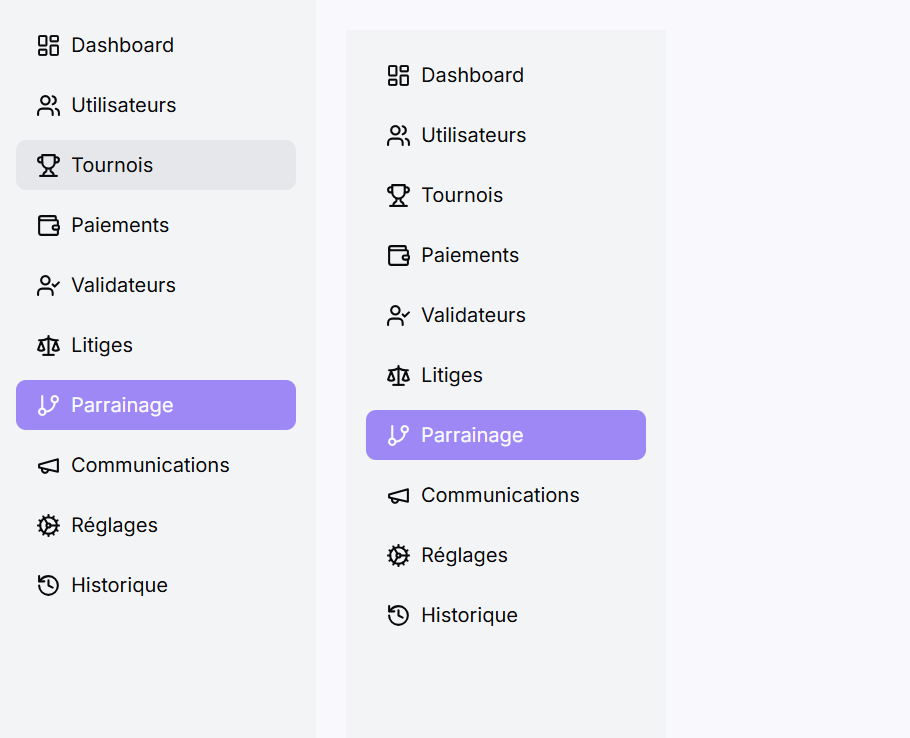 Dashboard
Utilisateurs
Tournois
Paiements
Validateurs
Litiges
Parrainage
Communications
Réglages
Historique
Dashboard
Utilisateurs
Tournois
Paiements
Validateurs
Litiges
Parrainage
Communications
Réglages
Historique